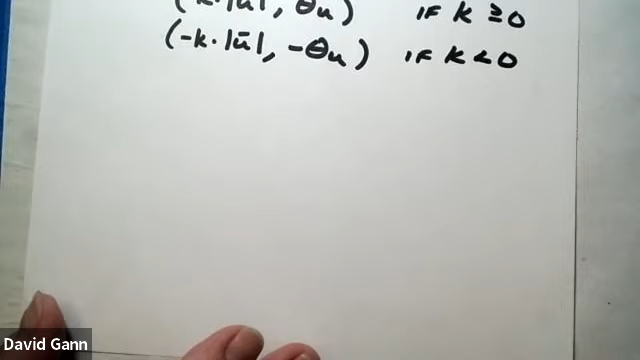 (k·|ū|, θu) IF K ≥ 0
(-k·|ū|, -θu) IF K < 0
David Gann